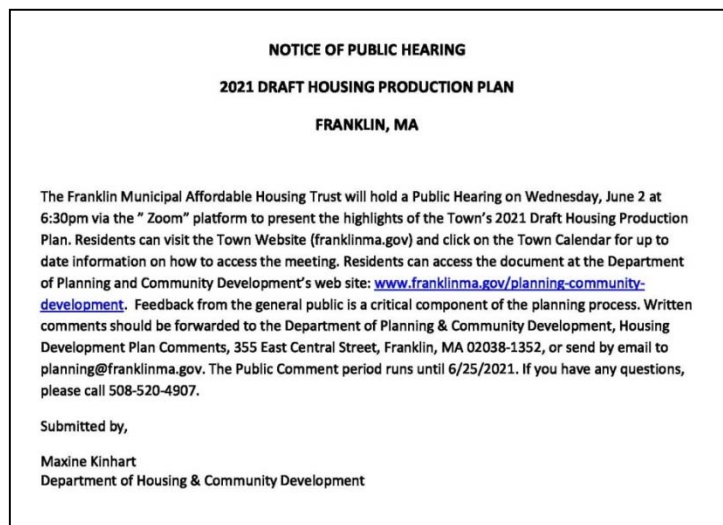 NOTICE OF PUBLIC HEARING
2021 DRAFT HOUSING PRODUCTION PLAN
FRANKLIN, MA
The Franklin Municipal Affordable Housing Trust will hold a Public Hearing on Wednesday, June 2 at
6:30pm via the ” Zoom” platform to present the highlights of the Town’s 2021 Draft Housing Production
Plan. Residents can visit the Town Website (franklinma.gov) and click on the Town Calendar for up to
date information on how to access the meeting. Residents can access the document at the Department
of Planning and Community Development’s web site: www.franklinma.gov/planning-community-
development. Feedback from the general public is a critical component of the planning process. Written
comments should be forwarded to the Department of Planning & Community Development, Housing
Development Plan Comments, 355 East Central Street, Franklin, MA 02038-1352, or send by email to
planning@franklinma.gov. The Public Comment period runs until 6/25/2021. If you have any questions,
please call 508-520-4907.
Submitted by,
Maxine Kinhart
Department of Housing & Community Development